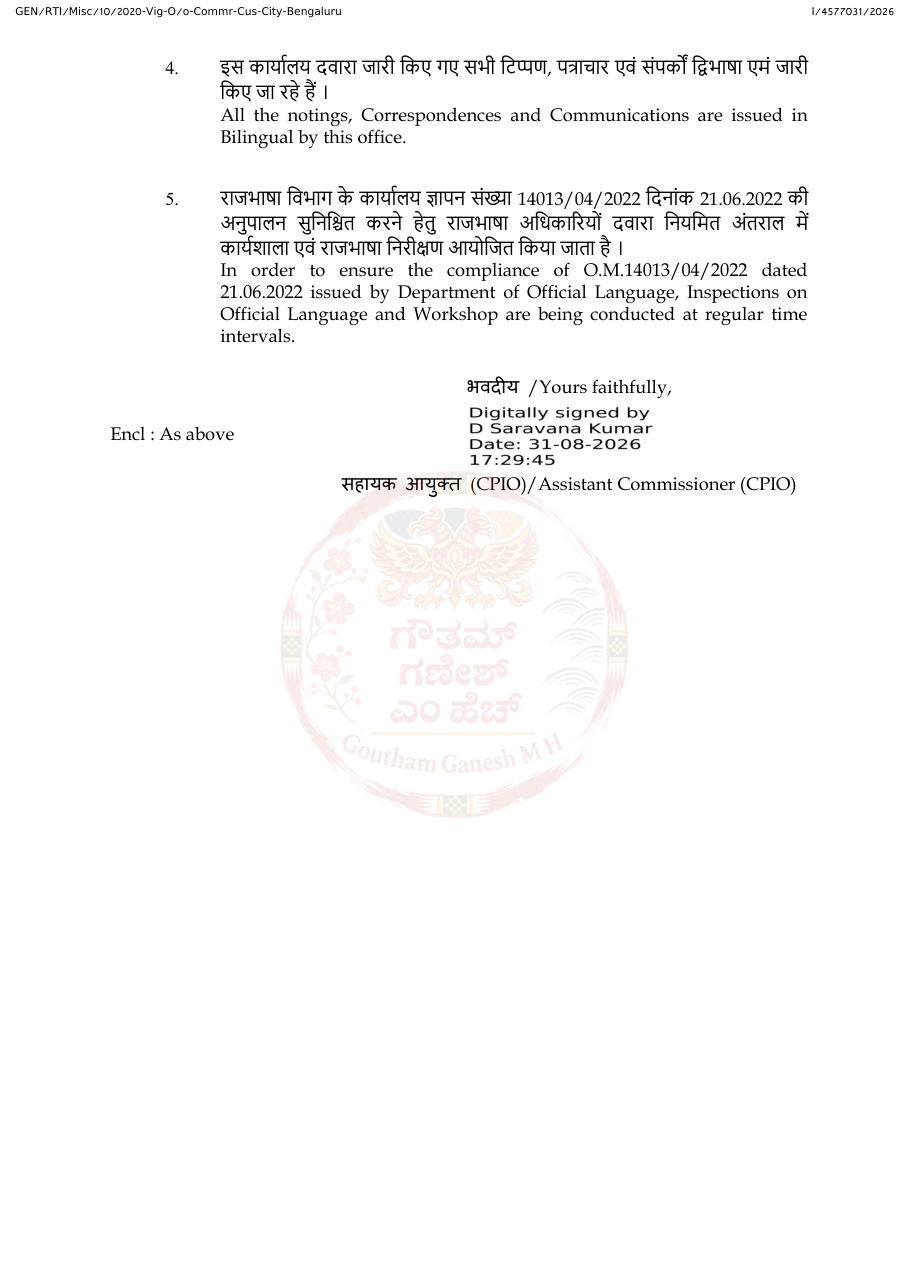 GEN/RTI/Misc/10/2020-Vig-O/o-Commr-Cus-City-Bengaluru I/4577031/2026
4. इस कार्यालय दवारा जारी किए गए सभी टिप्पण, पत्राचार एवं संपर्कों द्विभाषा एमं जारी
किए जा रहे हैं ।
All the notings, Correspondences and Communications are issued in
Bilingual by this office.
5. राजभाषा विभाग के कार्यालय ज्ञापन संख्या 14013/04/2022 दिनांक 21.06.2022 की
अनुपालन सुनिश्चित करने हेतु राजभाषा अधिकारियों दवारा नियमित अंतराल में
कार्यशाला एवं राजभाषा निरीक्षण आयोजित किया जाता है ।
In order to ensure the compliance of O.M.14013/04/2022 dated
21.06.2022 issued by Department of Official Language, Inspections on
Official Language and Workshop are being conducted at regular time
intervals.
भवदीय /Yours faithfully,
Digitally signed by
D Saravana Kumar
Date: 31-08-2026
17:29:45
Encl : As above
सहायक आयुक्त (CPIO)/Assistant Commissioner (CPIO)
ಗೌತಮ್
ಗಣೇಶ್
ಎಂ ಹೆಚ್
Goutham Ganesh M H